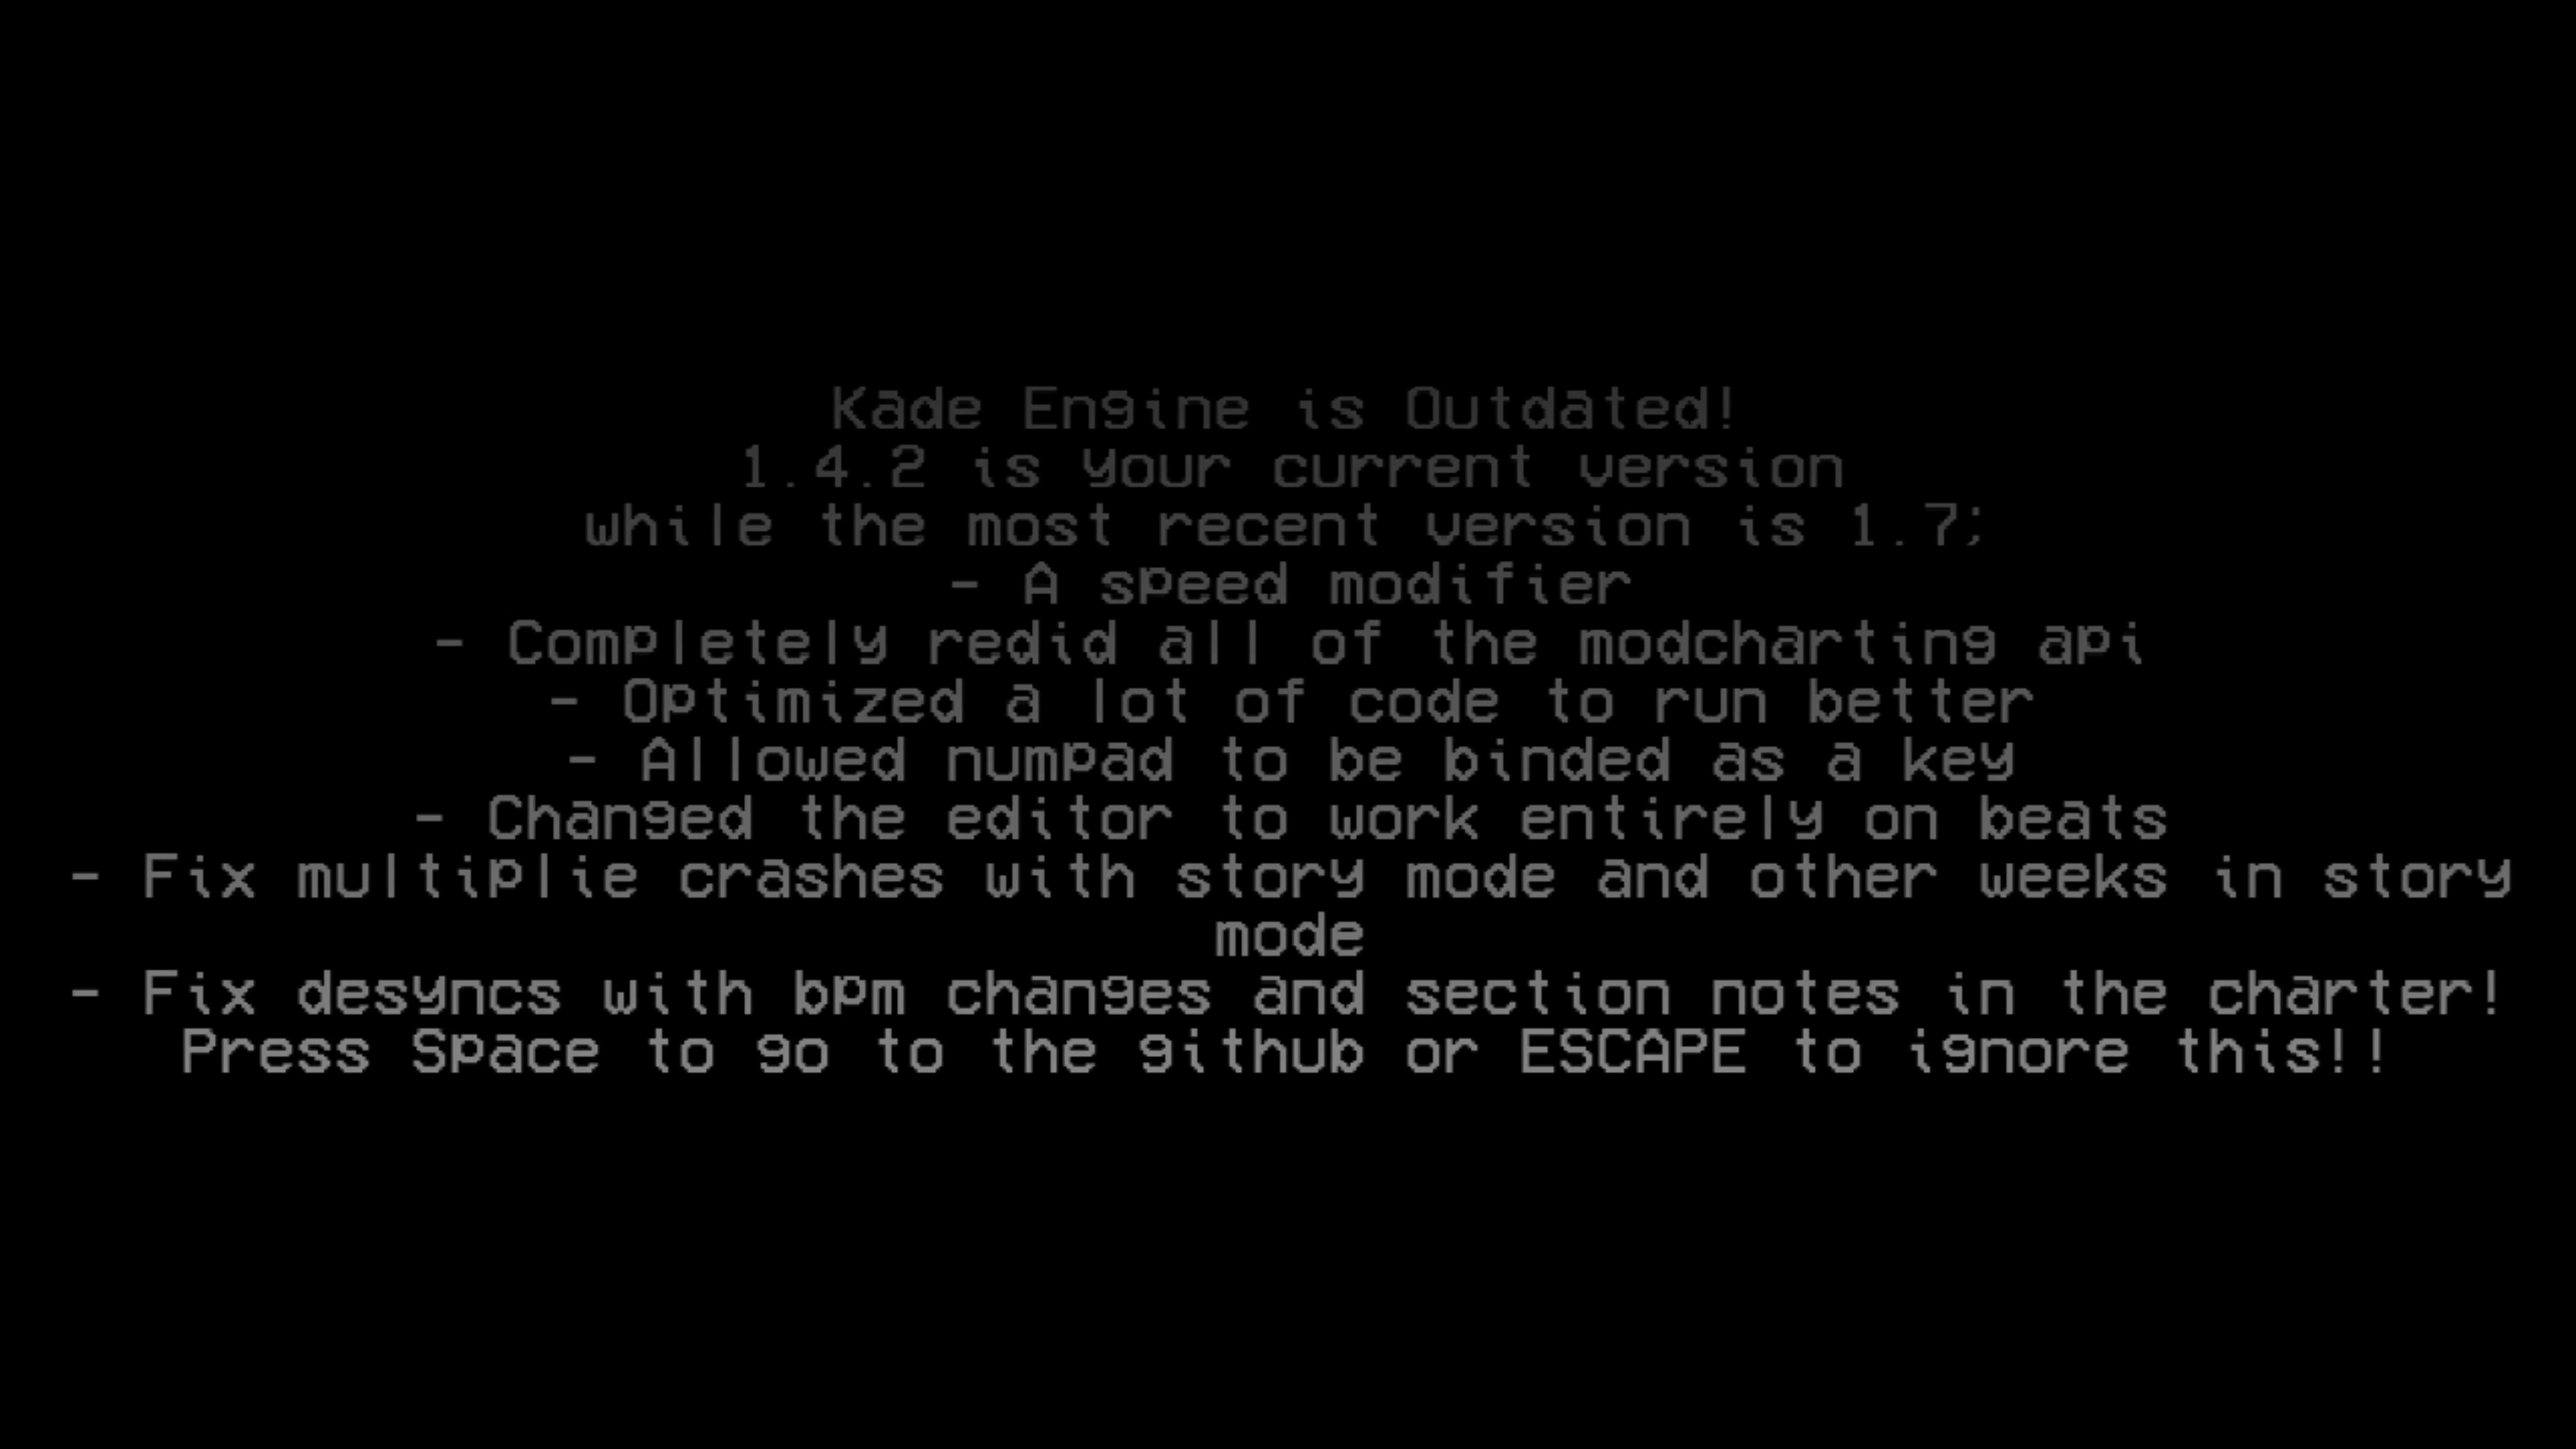 Kade Engine is Outdated!
1.4.2 is your current version
while the most recent version is 1.7;
- A speed modifier
- Completely redid all of the modcharting api
- Optimized a lot of code to run better
- Allowed numpad to be binded as a key
- Changed the editor to work entirely on beats
- Fix multiplie crashes with story mode and other weeks in story
mode
- Fix desyncs with bpm changes and section notes in the charter!
Press Space to go to the github or ESCAPE to ignore this!!